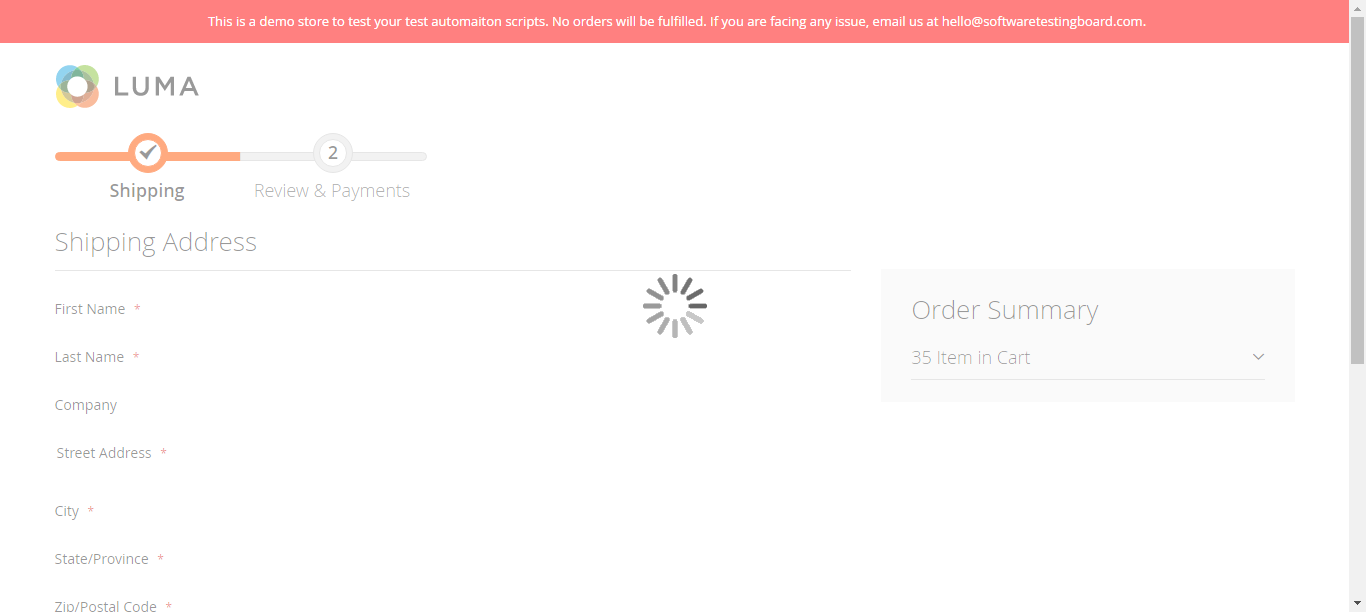 This is a demo store to test your test automaiton scripts. No orders will be fulfilled. If you are facing any issue, email us at hello@softwaretestingboard.com.
LUMA
2
Shipping
Review & Payments
Shipping Address
First Name *
Last Name *
Company
Street Address *
City *
State/Province *
Zip/Postal Code *
Order Summary
35 Item in Cart